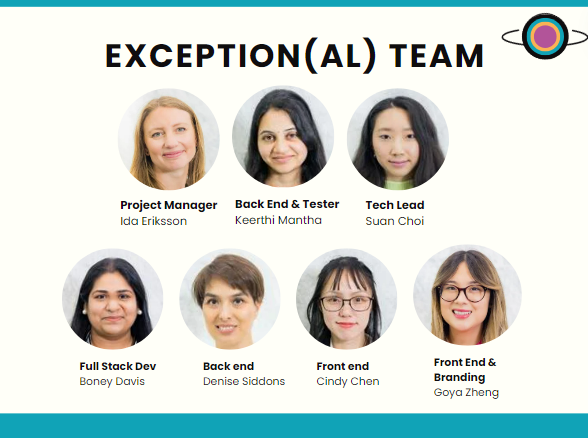 EXCEPTION(AL) TEAM
Project Manager
Ida Eriksson
Back End & Tester
Keerthi Mantha
Tech Lead
Suan Choi
Full Stack Dev
Boney Davis
Back end
Denise Siddons
Front end
Cindy Chen
Front End &
Branding
Goya Zheng